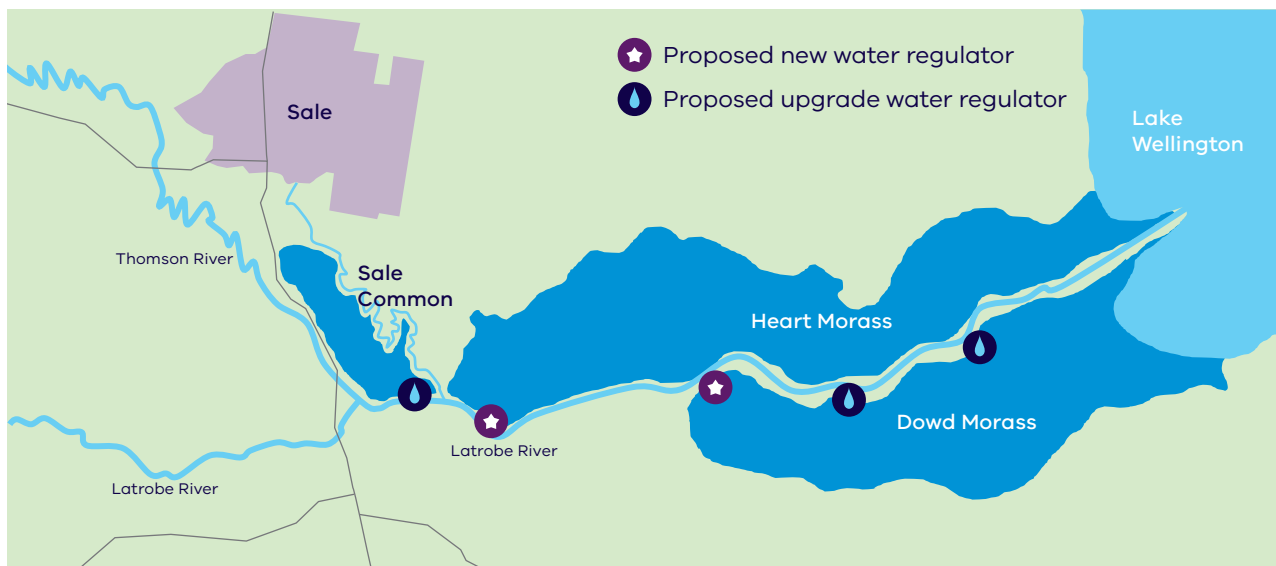 Proposed new water regulator
Proposed upgrade water regulator
Sale
Lake
Wellington
Thomson River
Sale
Common
Heart Morass
Dowd Morass
Latrobe River
Latrobe River